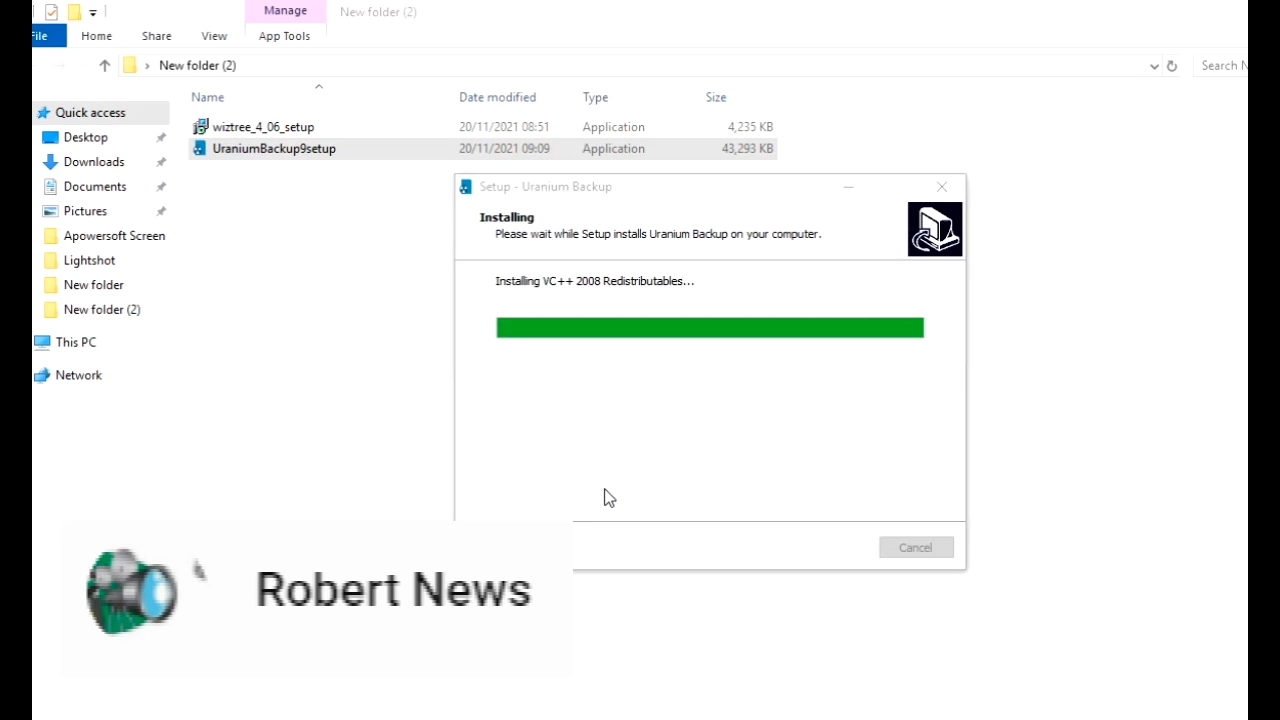 Manage
New folder (2)
File
Home
Share
View
App Tools
New folder (2)
Search N
Name
Date modified
Type
Size
Quick access
Desktop
Downloads
Documents
Pictures
Apowersoft Screen
Lightshot
New folder
New folder (2)
This PC
Network
wiztree_4_06_setup 20/11/2021 08:51 Application 4,235 KB
UraniumBackup9setup 20/11/2021 09:09 Application 43,293 KB
Setup - Uranium Backup
Installing
Please wait while Setup installs Uranium Backup on your computer.
Installing VC++ 2008 Redistributables...
Cancel
Robert News